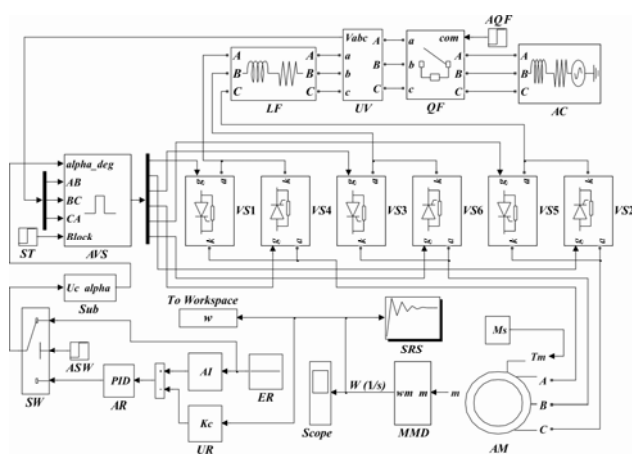 AQF
Vabc A
a com
A A
A a
A A
B B
b B
b B
B B
C C
c C
c C
C C
LF
UV
QF
AC
alpha_deg
AB
BC
CA
Block
ST
AVS
g a
k
VS1
k
g a
VS4
g a
k
VS3
k
g a
VS6
g a
k
VS5
k
g a
VS2
Uc alpha
Sub
To Workspace
w
SRS
Ms
Tm
ASW
SW
PID
AR
AI
ER
Kc
UR
W (1/s)
Scope
wm m
m
MMD
A
B
C
AM